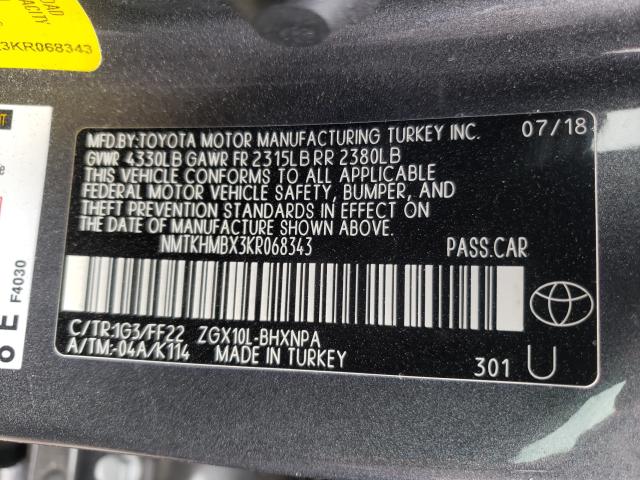 OAD
CAPACITY
3KR068343
MFD.BY:TOYOTA MOTOR MANUFACTURING TURKEY INC. 07/18
GVWR 4330LB GAWR FR 2315LB RR 2380LB
THIS VEHICLE CONFORMS TO ALL APPLICABLE
FEDERAL MOTOR VEHICLE SAFETY, BUMPER, AND
THEFT PREVENTION STANDARDS IN EFFECT ON
THE DATE OF MANUFACTURE SHOWN ABOVE.
NMTKHMBX3KR068343 PASS.CAR
C/TR:1G3/FF22 ZGX10L-BHXNPA
A/TM:-04A/K114 MADE IN TURKEY
301 U
E F4030